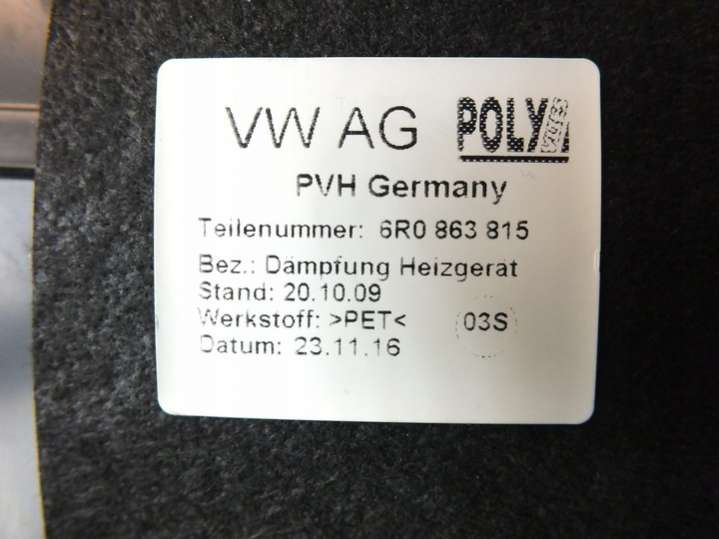 VW AG POLY
PVH Germany
Teilenummer: 6R0 863 815
Bez.: Dämpfung Heizgerät
Stand: 20.10.09
Werkstoff: >PET< 03S
Datum: 23.11.16